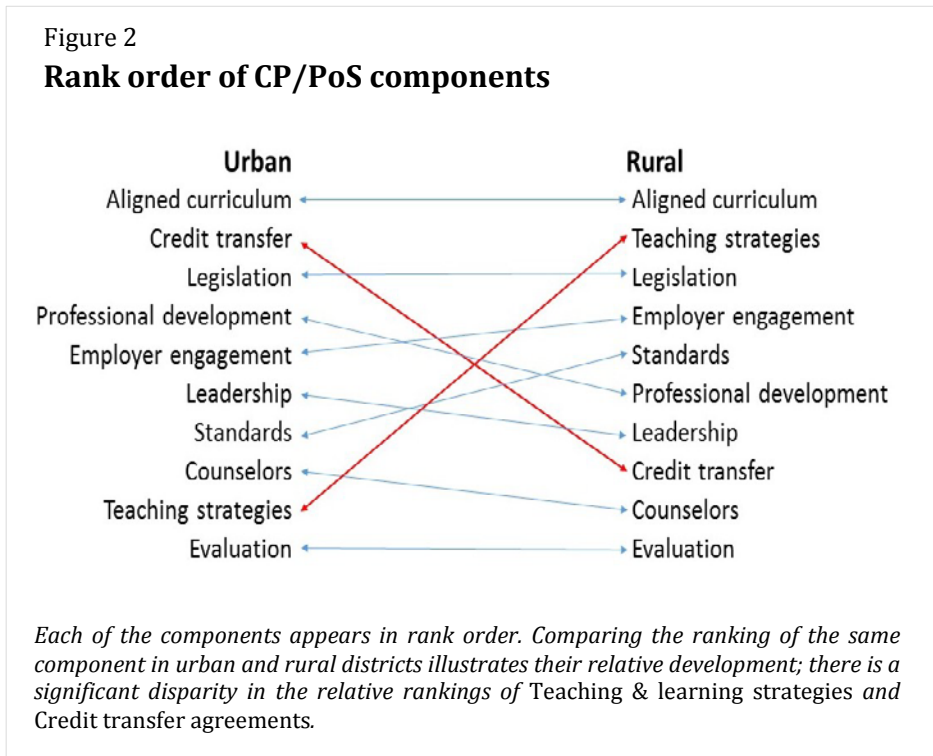 Figure 2
Rank order of CP/PoS components
Urban
Rural
Aligned curriculum
Aligned curriculum
Credit transfer
Teaching strategies
Legislation
Legislation
Professional development
Employer engagement
Employer engagement
Standards
Leadership
Professional development
Standards
Leadership
Counselors
Credit transfer
Teaching strategies
Counselors
Evaluation
Evaluation
Each of the components appears in rank order. Comparing the ranking of the same
component in urban and rural districts illustrates their relative development; there is a
significant disparity in the relative rankings of Teaching & learning strategies and
Credit transfer agreements.